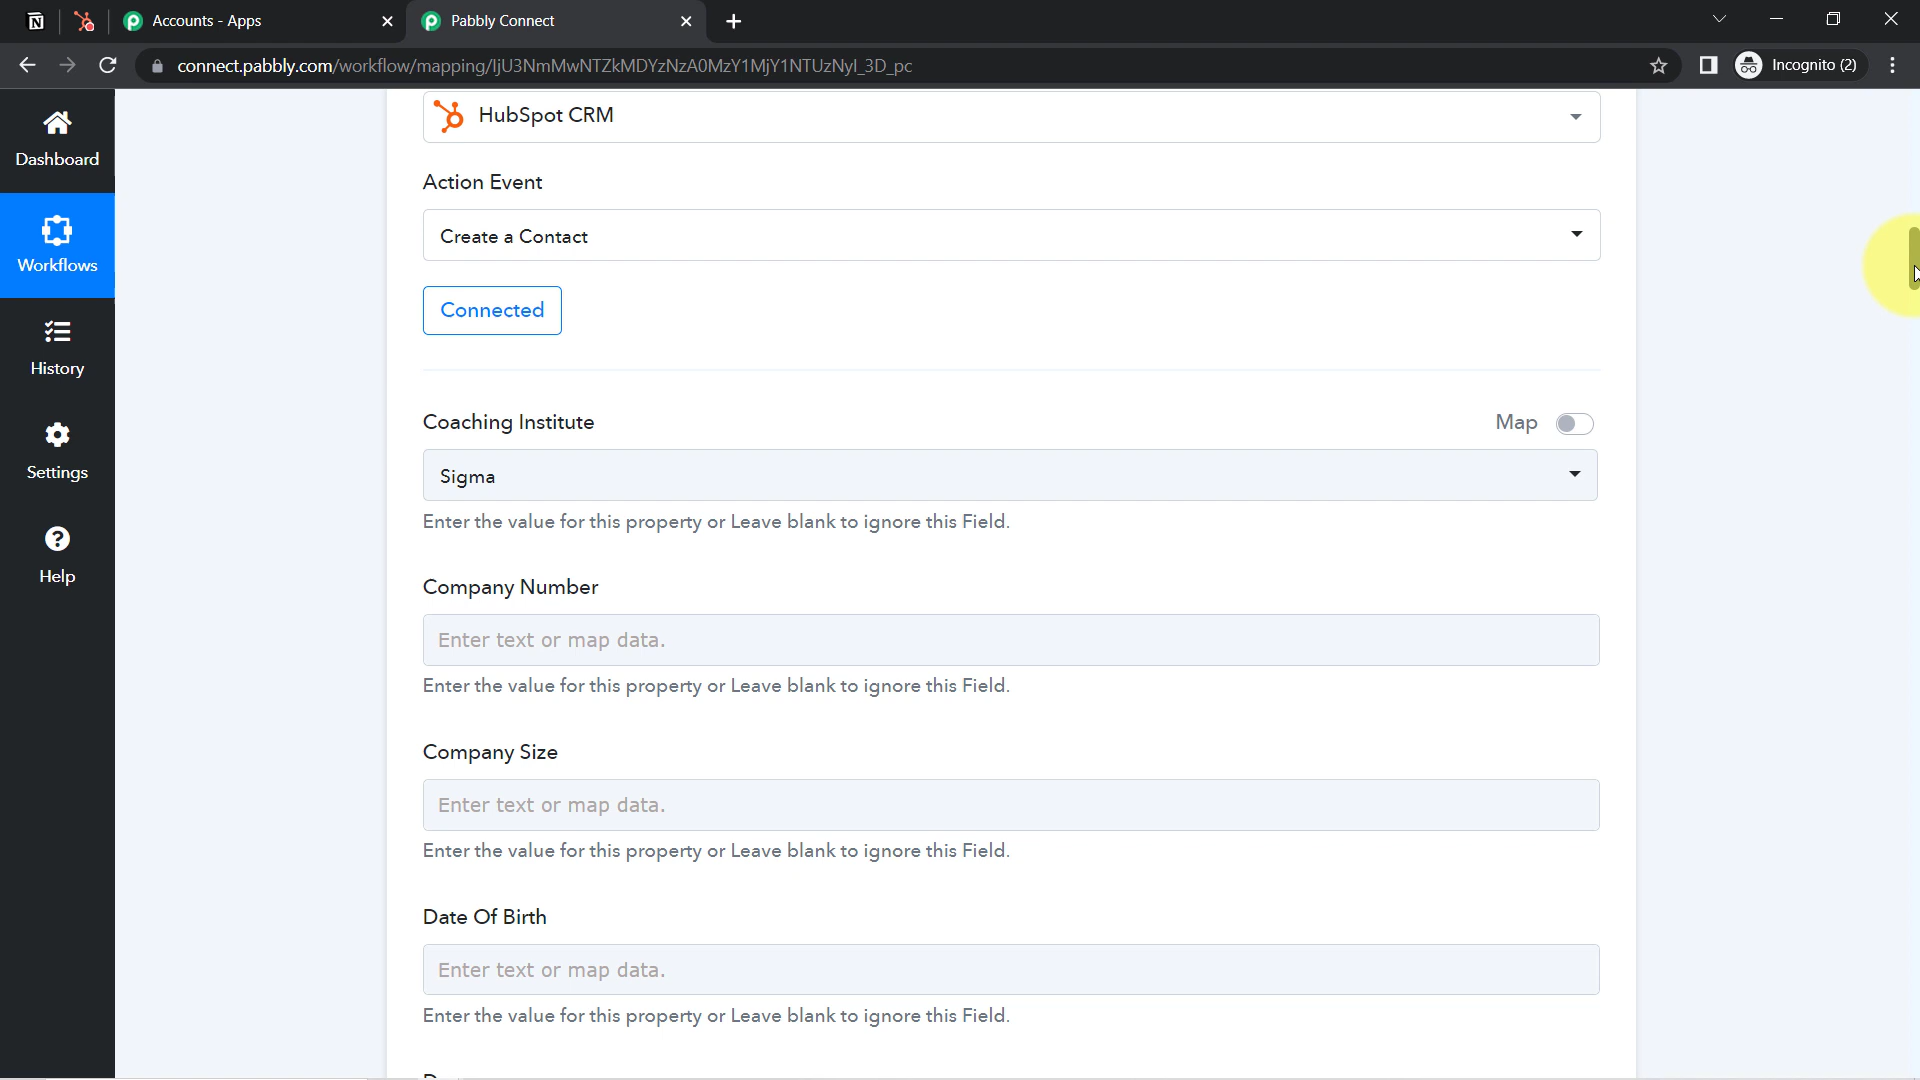 Accounts - Apps
Pabbly Connect
connect.pabbly.com/workflow/mapping/IjU3NmMwNTZkMDYzNzA0MzY1MjY1NTUzNyI_3D_pc
Incognito (2)
Dashboard
Workflows
History
Settings
Help
HubSpot CRM
Action Event
Create a Contact
Connected
Coaching Institute
Map
Sigma
Enter the value for this property or Leave blank to ignore this Field.
Company Number
Enter text or map data.
Enter the value for this property or Leave blank to ignore this Field.
Company Size
Enter text or map data.
Enter the value for this property or Leave blank to ignore this Field.
Date Of Birth
Enter text or map data.
Enter the value for this property or Leave blank to ignore this Field.